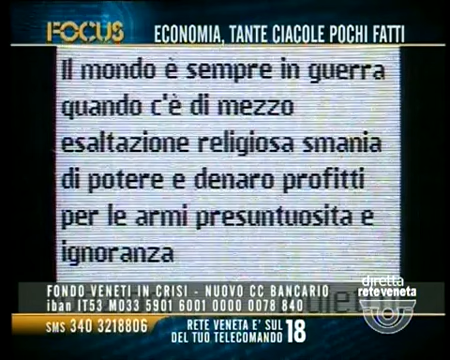 FOCUS
ECONOMIA, TANTE CIACOLE POCHI FATTI
Il mondo è sempre in guerra
quando c'è di mezzo
esaltazione religiosa smania
di potere e denaro profitti
per le armi presuntuosita e
ignoranza
FONDO VENETI IN CRISI - NUOVO CC BANCARIO
iban IT53 M033 5901 6001 0000 0078 840
diretta
reteveneta
SMS 340 3218806
RETE VENETA E' SUL
DEL TUO TELECOMANDO 18